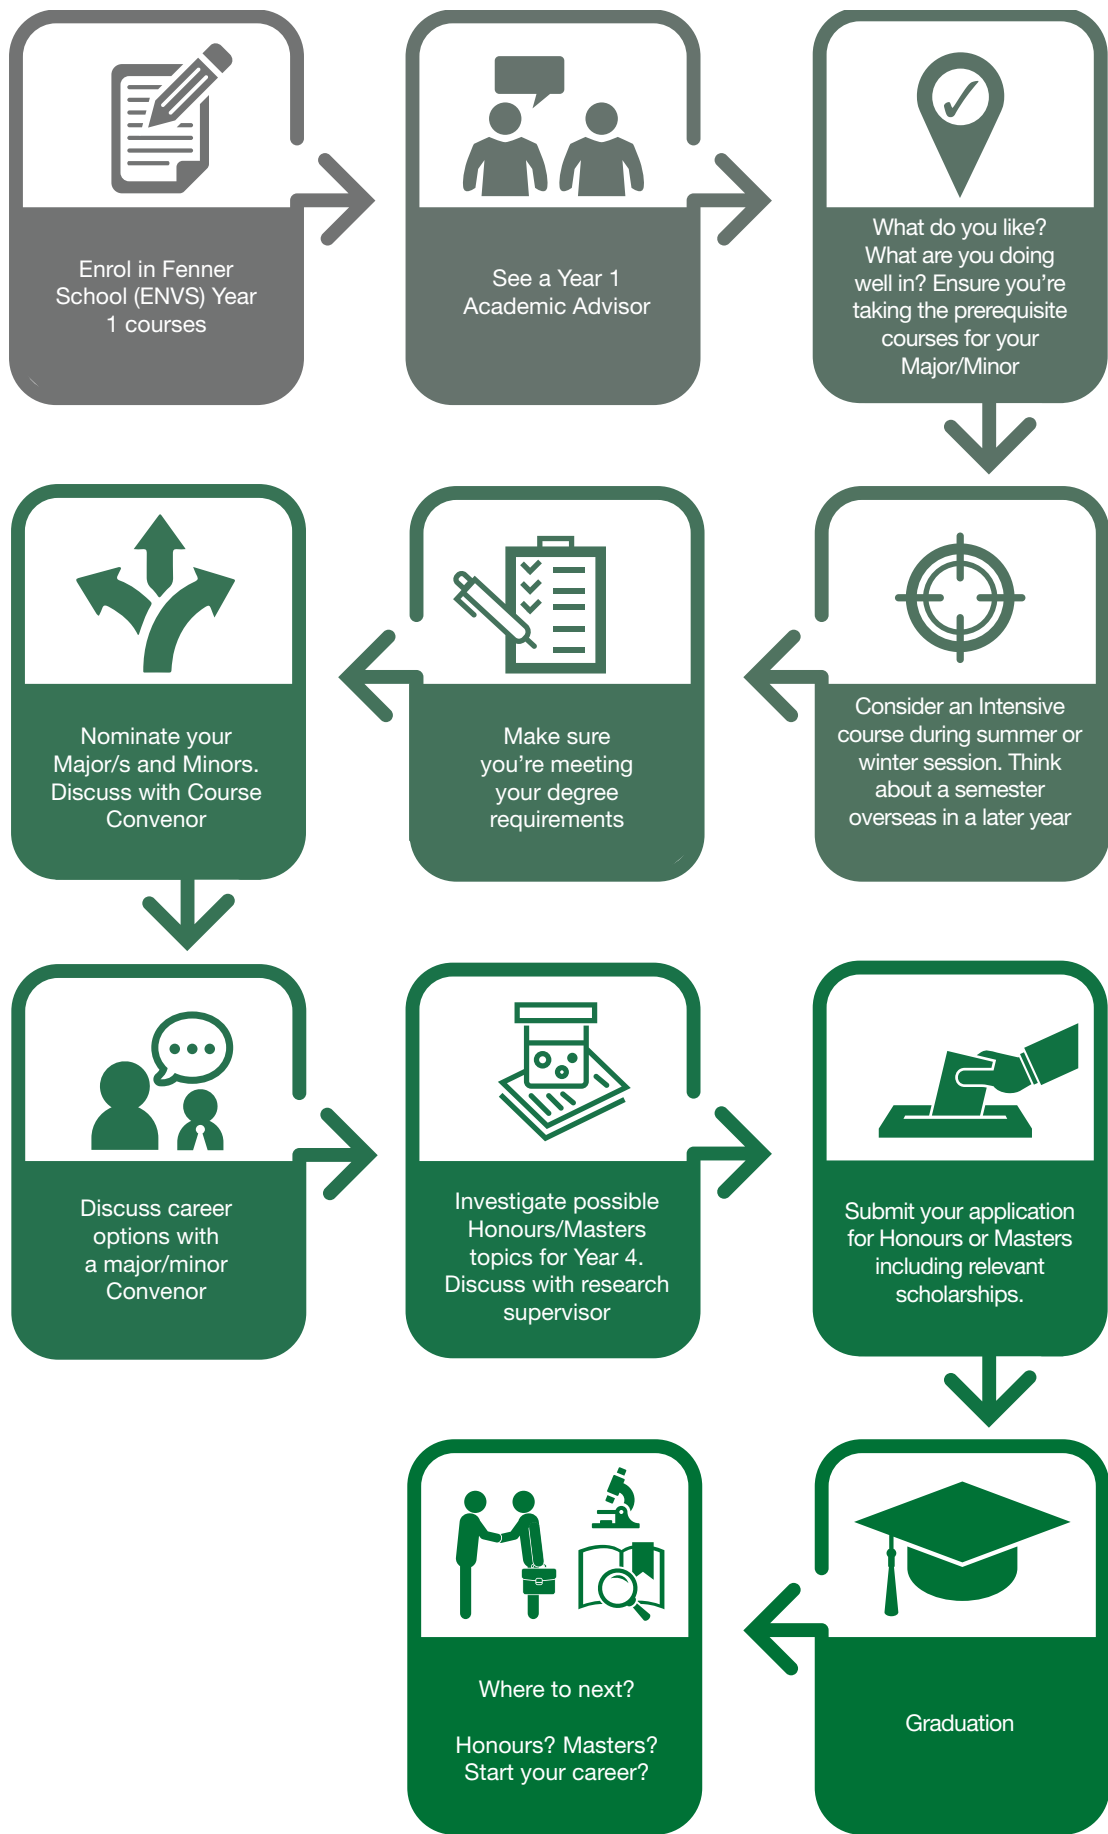 Enrol in Fenner
School (ENVS) Year
1 courses
See a Year 1
Academic Advisor
What do you like?
What are you doing
well in? Ensure you’re
taking the prerequisite
courses for your
Major/Minor
Consider an Intensive
course during summer or
winter session. Think
about a semester
overseas in a later year
Make sure
you’re meeting
your degree
requirements
Nominate your
Major/s and Minors.
Discuss with Course
Convenor
Discuss career
options with
a major/minor
Convenor
Investigate possible
Honours/Masters
topics for Year 4.
Discuss with research
supervisor
Submit your application
for Honours or Masters
including relevant
scholarships.
Graduation
Where to next?
Honours? Masters?
Start your career?